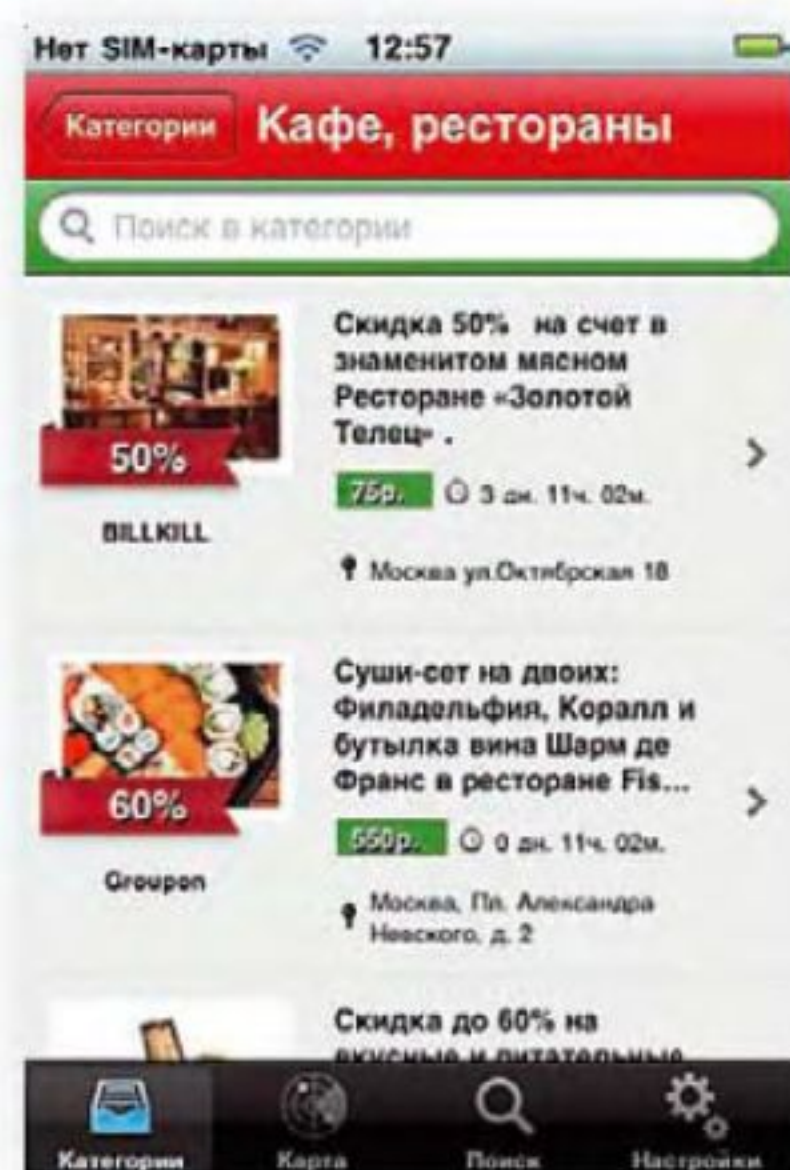 Нет SIM-карты 12:57
Категории Кафе, рестораны
Поиск в категории
Скидка 50% на счет в
знаменитом мясном
Ресторане «Золотой
Телец» .
50%
75р. 3 дн. 11ч. 02м.
BILLKILL
Москва ул.Октябрская 18
Суши-сет на двоих:
Филадельфия, Коралл и
бутылка вина Шарм де
Франс в ресторане Fis...
60%
550р. 0 дн. 11ч. 02м.
Groupon
Москва, Пл. Александра
Невского, д. 2
Скидка до 60% на
вкусные и питательные
Категории Карта Поиск Настройки